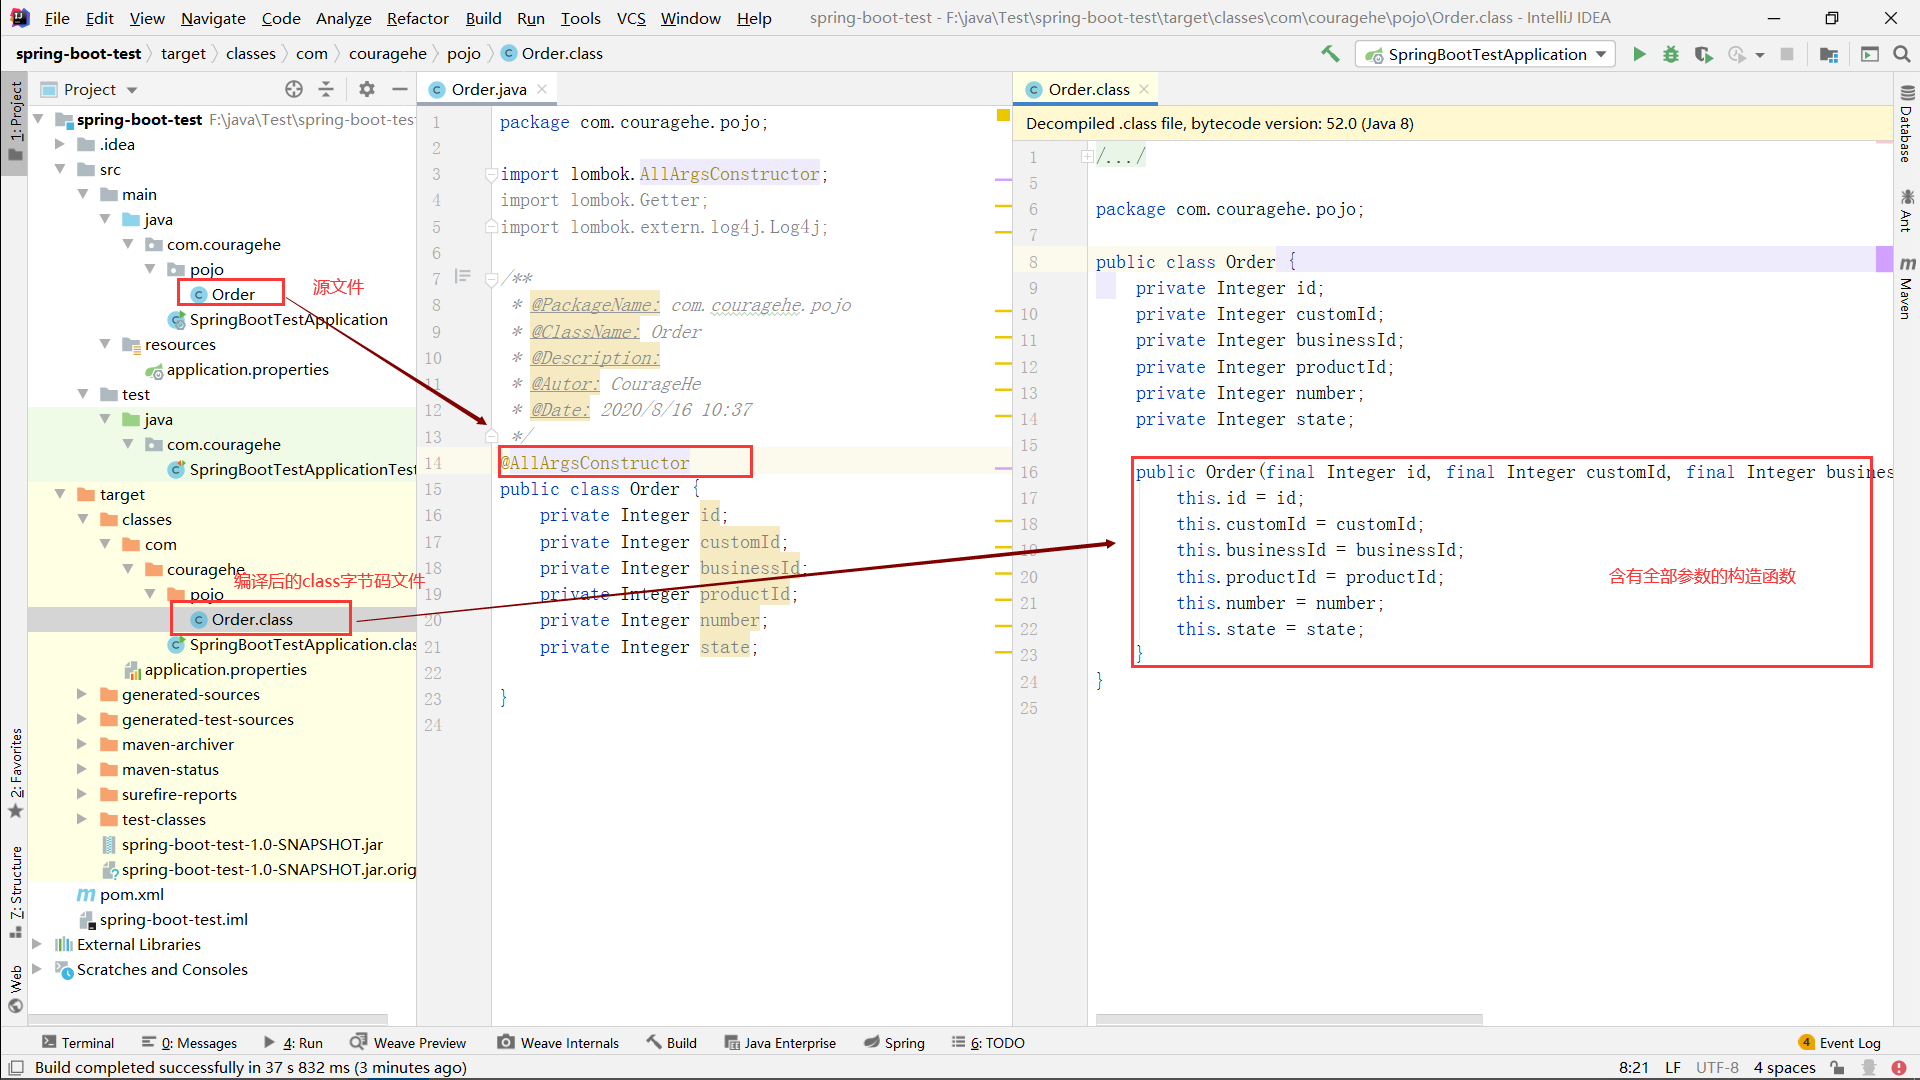 File Edit View Navigate Code Analyze Refactor Build Run Tools VCS Window Help spring-boot-test - F:\java\Test\spring-boot-test\target\classes\com\couragehe\pojo\Order.class - IntelliJ IDEA
spring-boot-test target classes com couragehe pojo Order.class SpringBootTestApplication
1: Project
2: Favorites
7: Structure
Web
Project
spring-boot-test F:\java\Test\spring-boot-tes
.idea
src
main
java
com.couragehe
pojo
Order
源文件
SpringBootTestApplication
resources
application.properties
test
java
com.couragehe
SpringBootTestApplicationTest
target
classes
com
couragehe
编译后的class字节码文件
pojo
Order.class
SpringBootTestApplication.clas
application.properties
generated-sources
generated-test-sources
maven-archiver
maven-status
surefire-reports
test-classes
spring-boot-test-1.0-SNAPSHOT.jar
spring-boot-test-1.0-SNAPSHOT.jar.orig
pom.xml
spring-boot-test.iml
External Libraries
Scratches and Consoles
Order.java
1 package com.couragehe.pojo;
2
3 import lombok.AllArgsConstructor;
4 import lombok.Getter;
5 import lombok.extern.log4j.Log4j;
6
7 /**
8 * @PackageName: com.couragehe.pojo
9 * @ClassName: Order
10 * @Description:
11 * @Autor: CourageHe
12 * @Date: 2020/8/16 10:37
13 */
14 @AllArgsConstructor
15 public class Order {
16 private Integer id;
17 private Integer customId;
18 private Integer businessId;
19 private Integer productId;
20 private Integer number;
21 private Integer state;
22
23 }
24
Order.class
Decompiled .class file, bytecode version: 52.0 (Java 8)
1 /.../
5
6 package com.couragehe.pojo;
7
8 public class Order {
9 private Integer id;
10 private Integer customId;
11 private Integer businessId;
12 private Integer productId;
13 private Integer number;
14 private Integer state;
15
16 public Order(final Integer id, final Integer customId, final Integer busines
17 this.id = id;
18 this.customId = customId;
19 this.businessId = businessId;
20 this.productId = productId;
含有全部参数的构造函数
21 this.number = number;
22 this.state = state;
23 }
24 }
25
Database
Ant
Maven
Terminal 0: Messages 4: Run Weave Preview Weave Internals Build Java Enterprise Spring 6: TODO 4 Event Log
Build completed successfully in 37 s 832 ms (3 minutes ago) 8:21 LF UTF-8 4 spaces